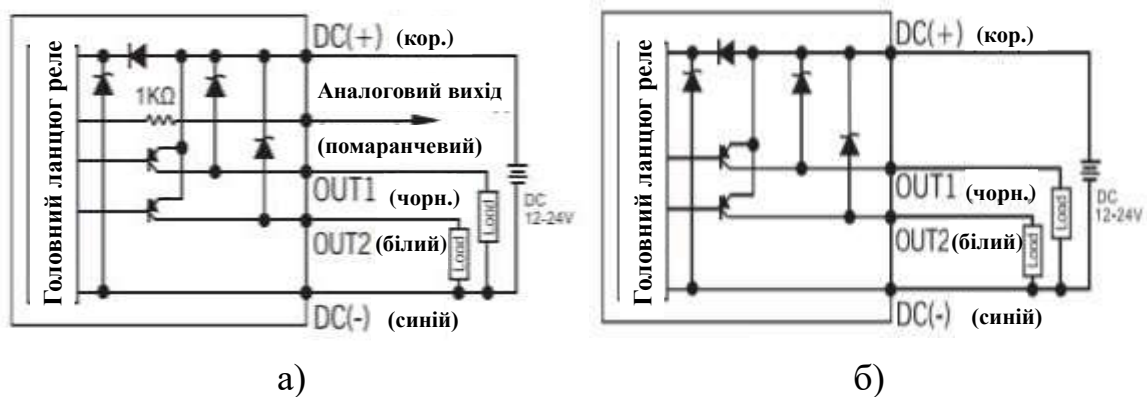 Головний ланцюг реле
DC(+) (кор.)
1KΩ
Аналоговий вихід
(помаранчевий)
OUT1 (чорн.)
OUT2 (білий)
Load
Load
DC
12-24V
DC(-) (синій)
а)
Головний ланцюг реле
DC(+) (кор.)
OUT1 (чорн.)
OUT2 (білий)
Load
Load
DC
12-24V
DC(-) (синій)
б)